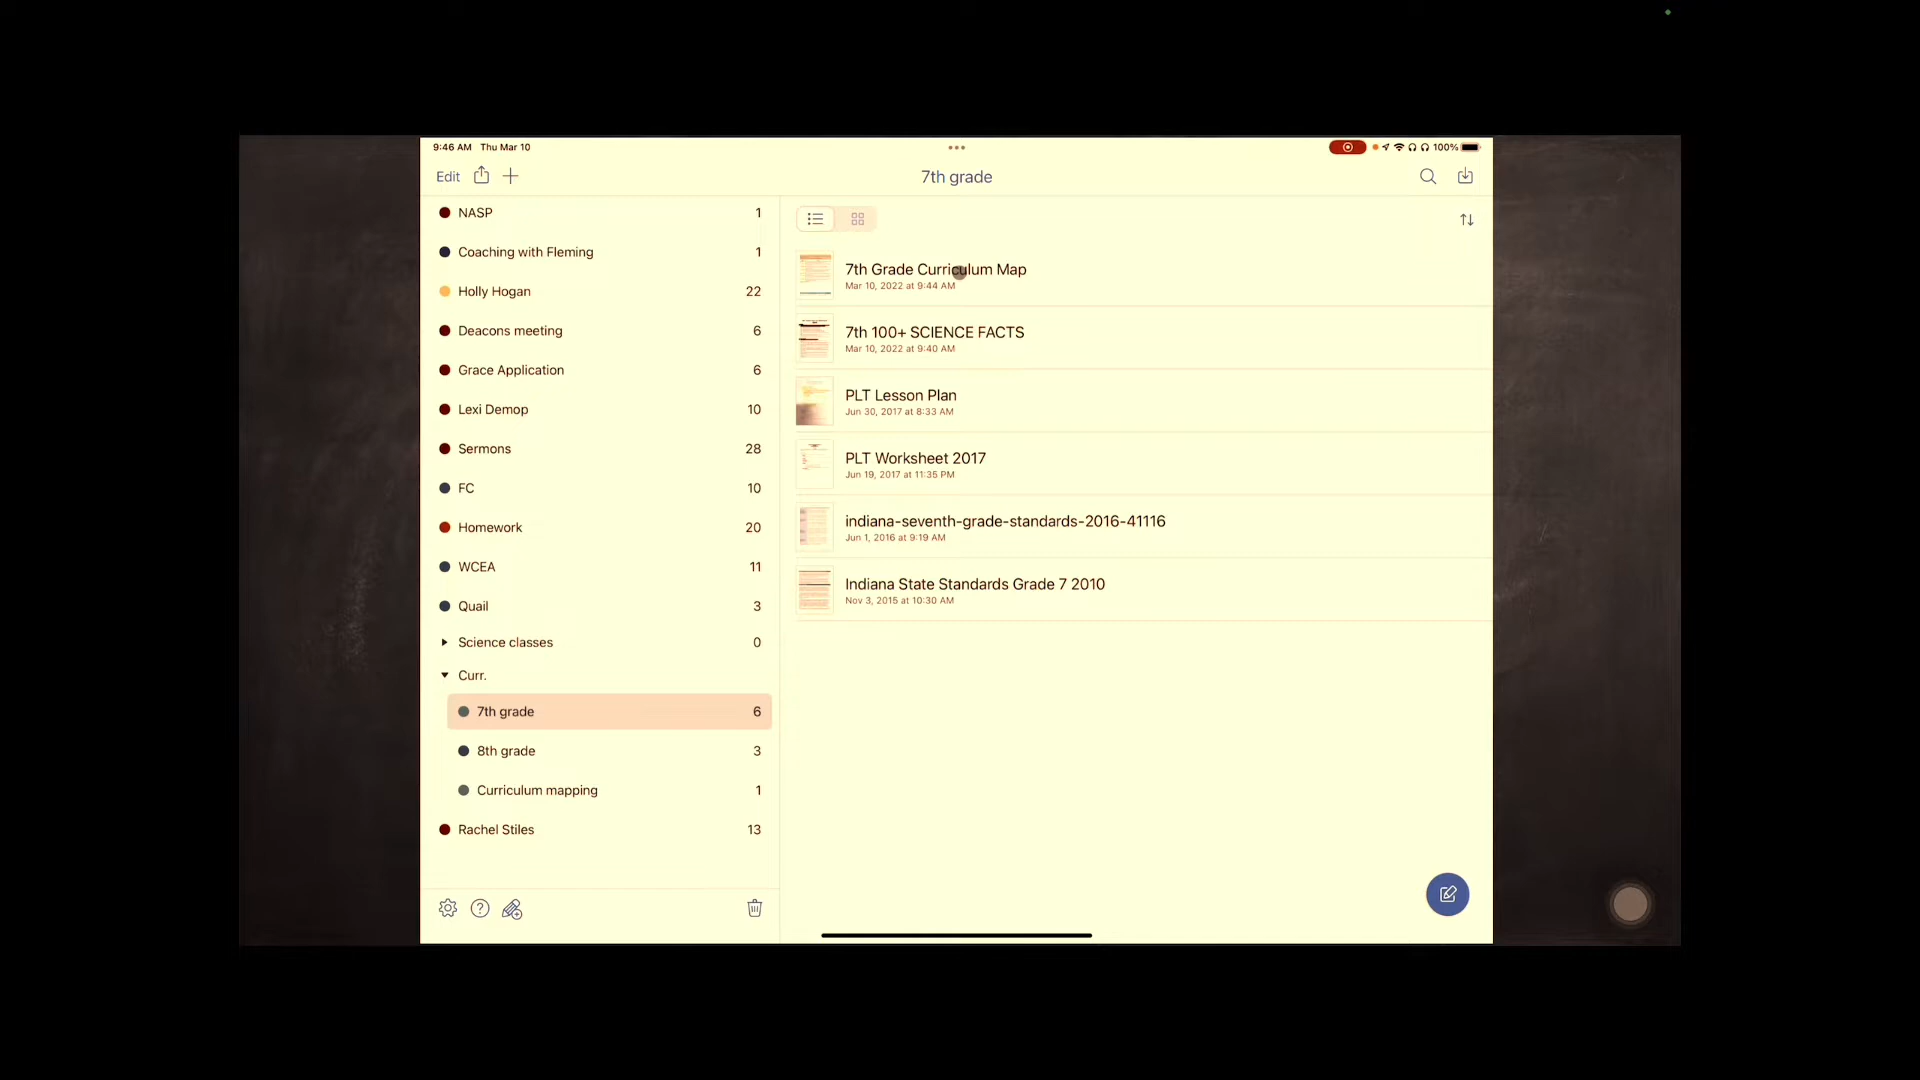 9:46 AM Thu Mar 10
100%
Edit
7th grade
NASP 1
Coaching with Fleming 1
Holly Hogan 22
Deacons meeting 6
Grace Application 6
Lexi Demop 10
Sermons 28
FC 10
Homework 20
WCEA 11
Quail 3
Science classes 0
Curr.
7th grade 6
8th grade 3
Curriculum mapping 1
Rachel Stiles 13
7th Grade Curriculum Map
Mar 10, 2022 at 9:44 AM
7th 100+ SCIENCE FACTS
Mar 10, 2022 at 9:40 AM
PLT Lesson Plan
Jun 30, 2017 at 8:33 AM
PLT Worksheet 2017
Jun 19, 2017 at 11:35 PM
indiana-seventh-grade-standards-2016-41116
Jun 1, 2016 at 9:19 AM
Indiana State Standards Grade 7 2010
Nov 3, 2015 at 10:30 AM